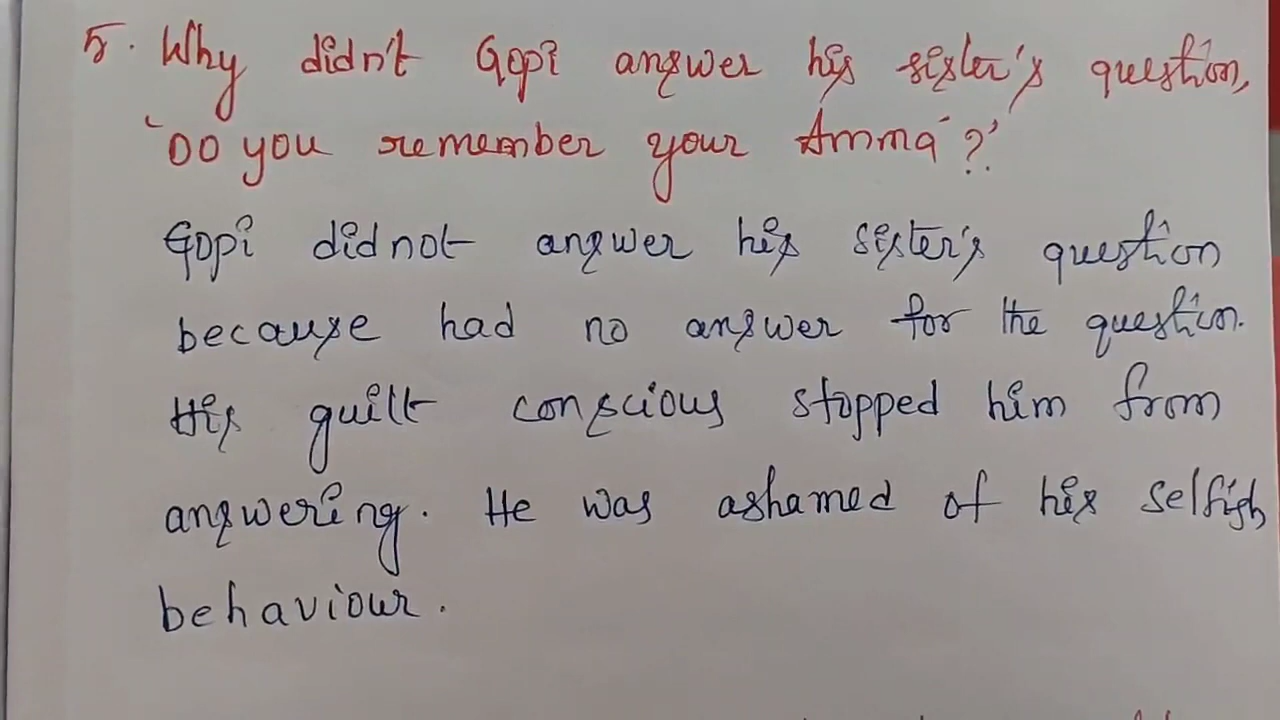 5. Why didn't Gopi answer his sister's question,
'Do you remember your Amma'?'
Gopi did not answer his sister's question
because had no answer for the question.
His guilt conscious stopped him from
answering. He was ashamed of his selfish
behaviour.